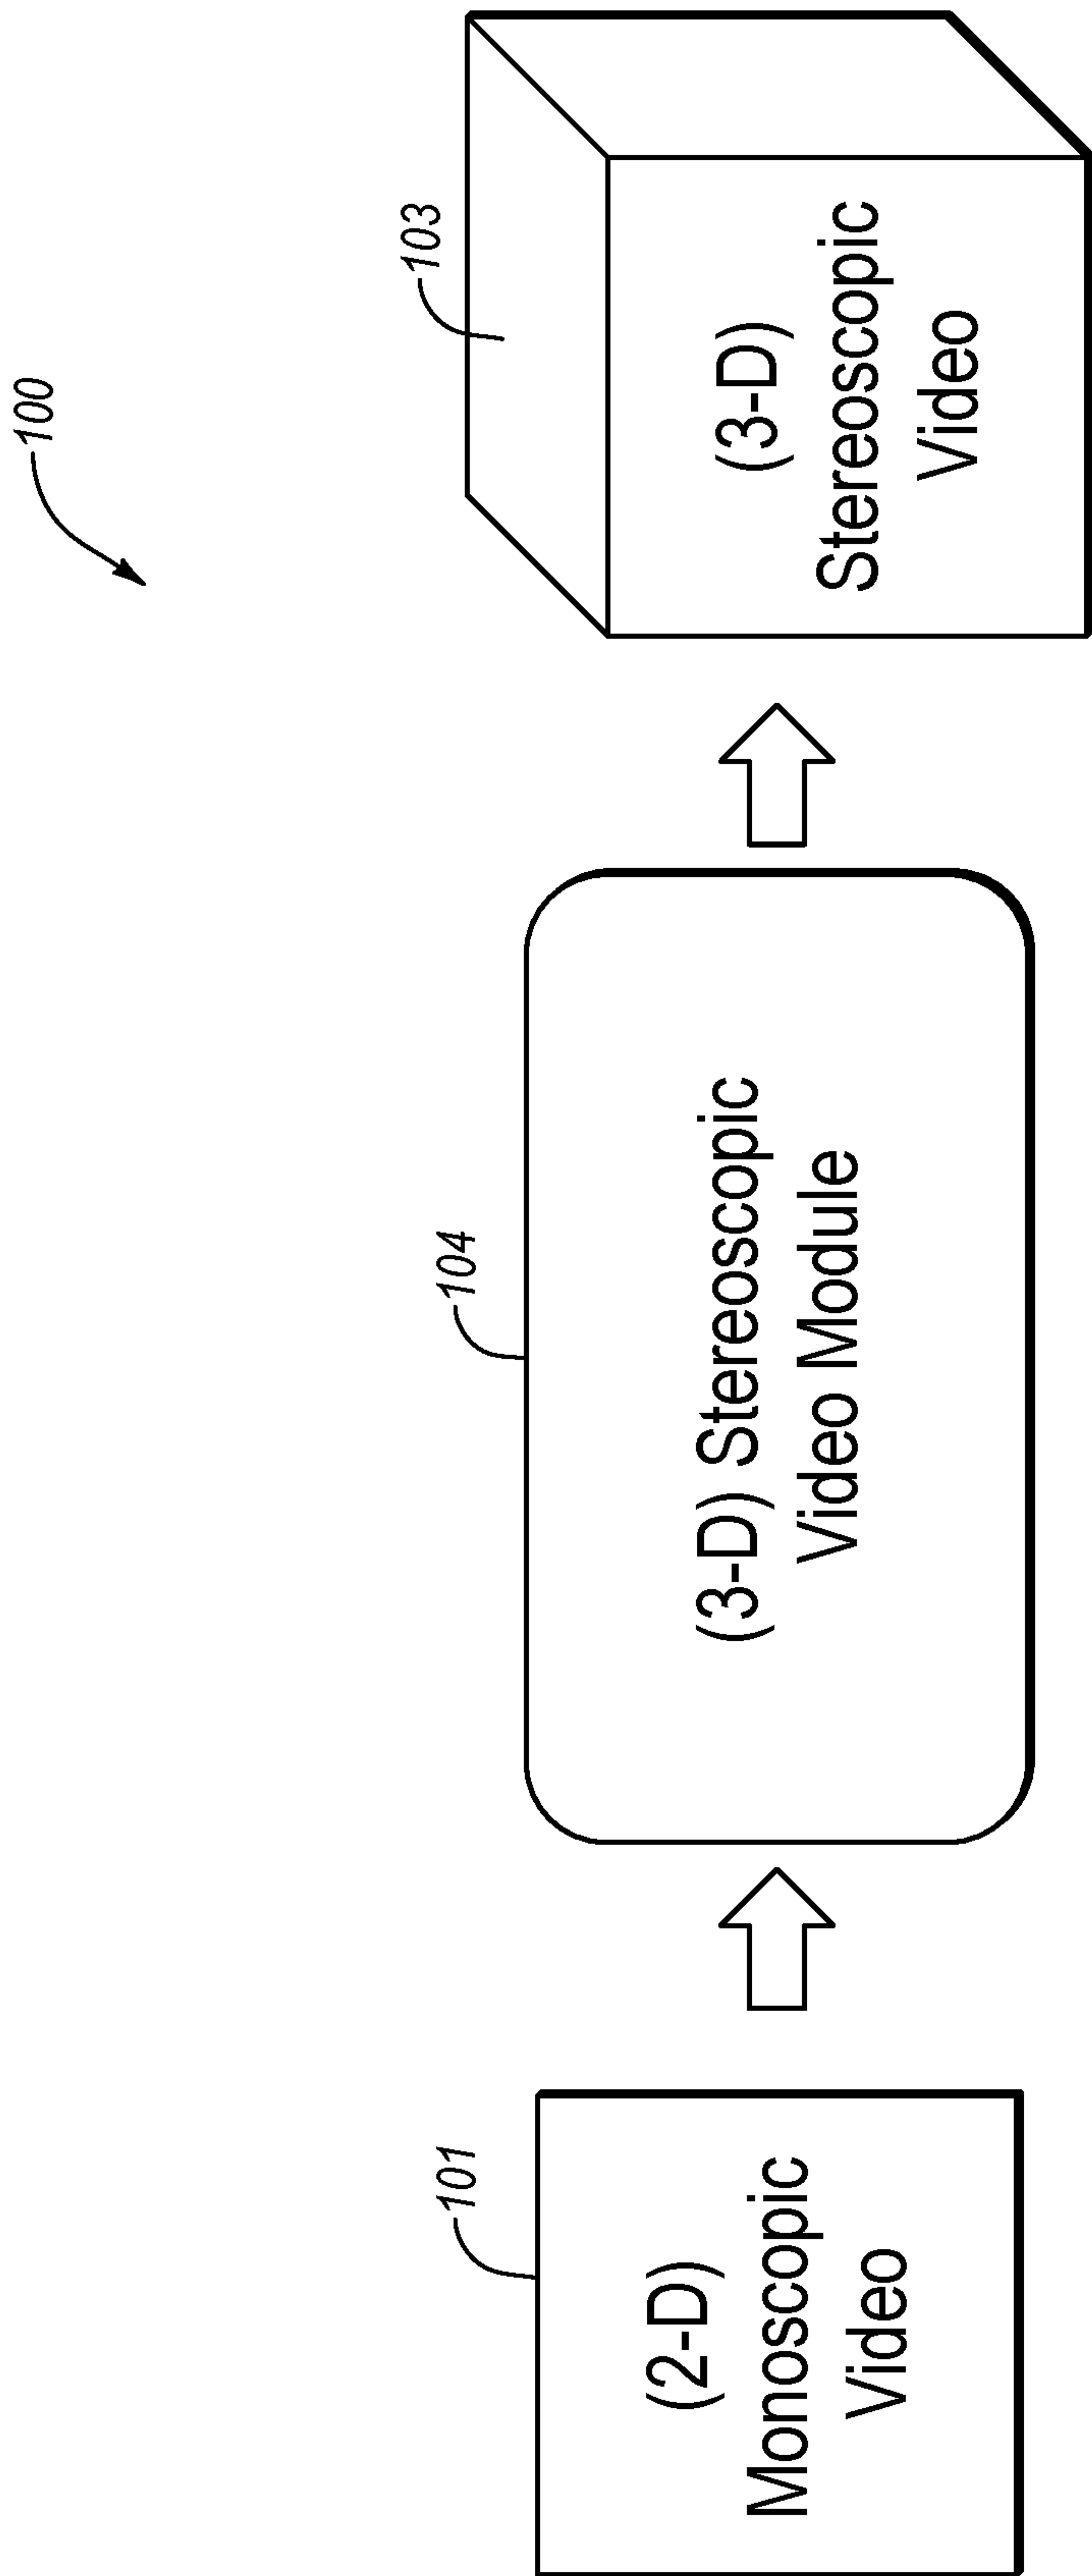 100
101
(2-D)
Monoscopic
Video
104
(3-D) Stereoscopic
Video Module
103
(3-D)
Stereoscopic
Video